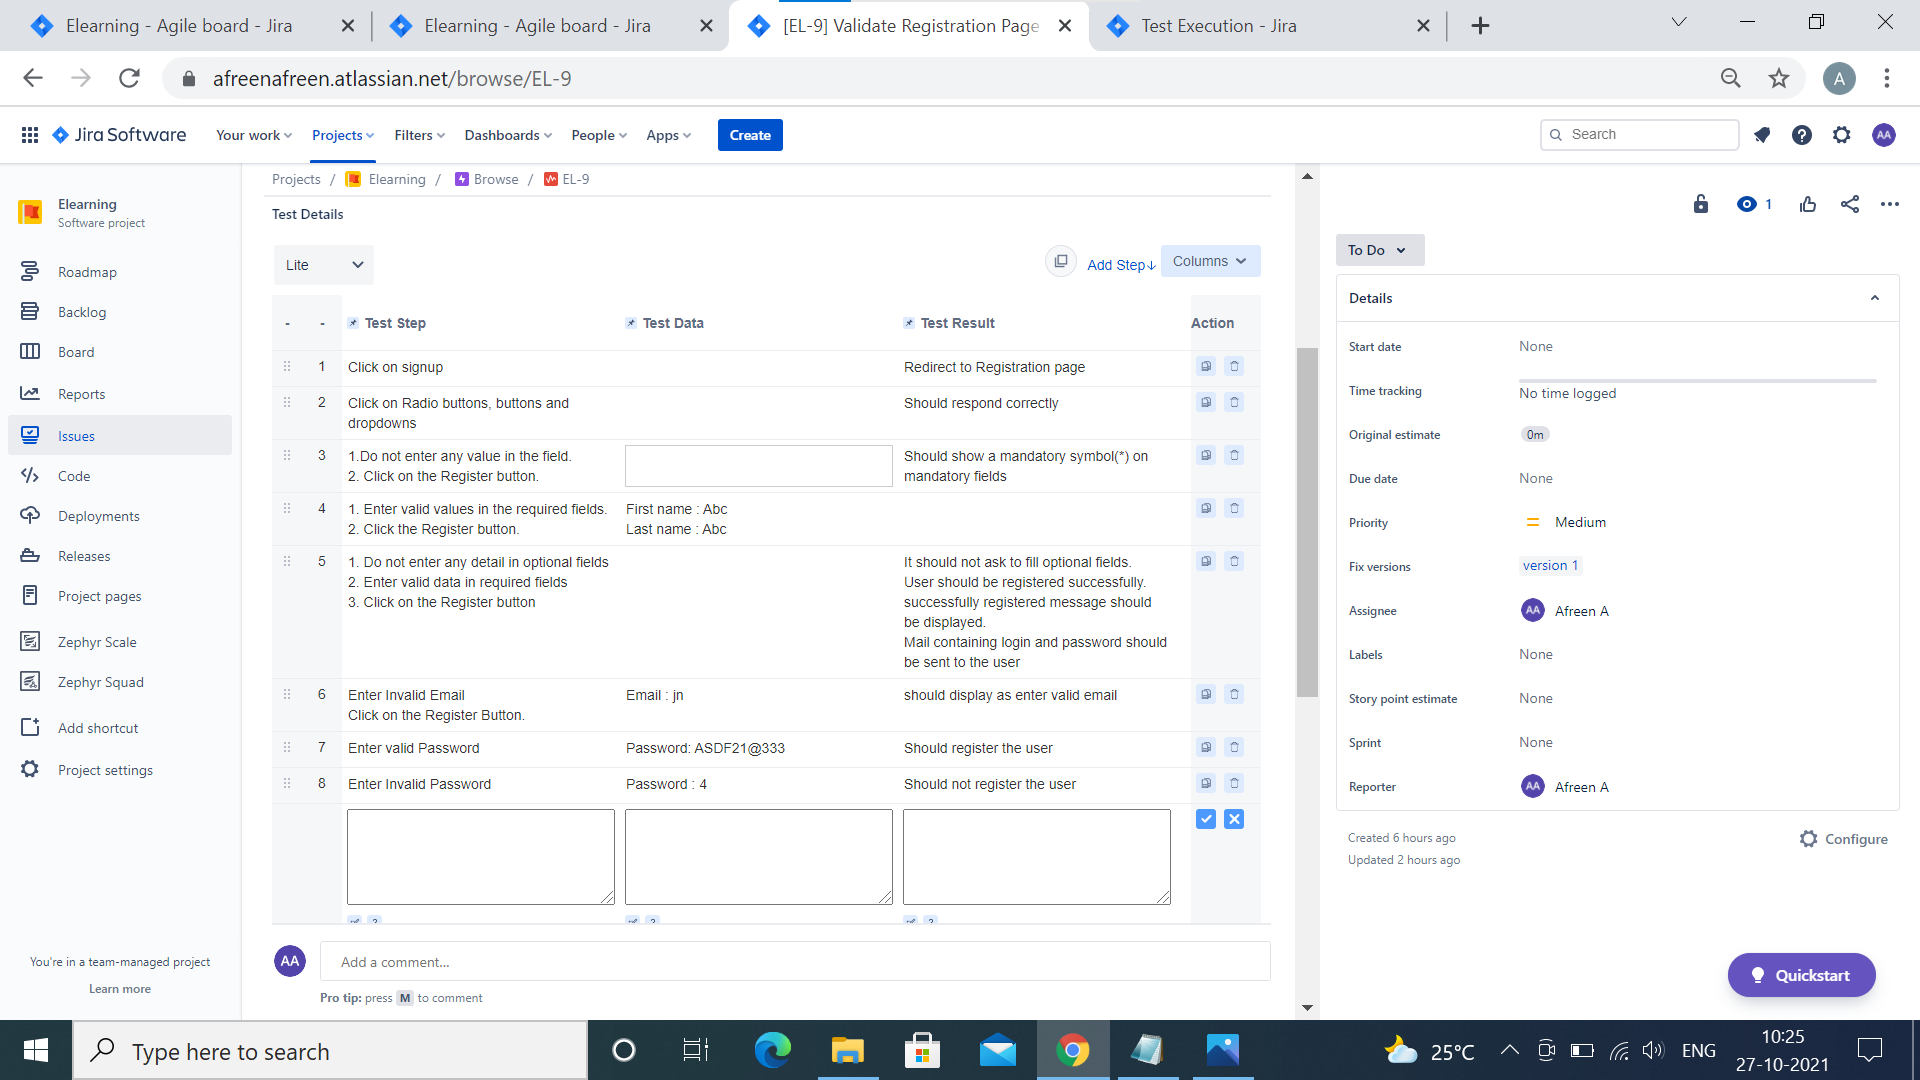 Elearning - Agile board - Jira
Elearning - Agile board - Jira
[EL-9] Validate Registration Page
Test Execution - Jira
afreenafreen.atlassian.net/browse/EL-9
A
Jira Software
Your work
Projects
Filters
Dashboards
People
Apps
Create
Search
AA
Elearning
Software project
Roadmap
Backlog
Board
Reports
Issues
Code
Deployments
Releases
Project pages
Zephyr Scale
Zephyr Squad
Add shortcut
Project settings
You're in a team-managed project
Learn more
Projects / Elearning / Browse / EL-9
Test Details
Lite
Add Step↓
Columns
- - Test Step Test Data Test Result Action
1 Click on signup Redirect to Registration page
2 Click on Radio buttons, buttons and Should respond correctly
dropdowns
3 1.Do not enter any value in the field. Should show a mandatory symbol(*) on
2. Click on the Register button. mandatory fields
4 1. Enter valid values in the required fields. First name : Abc
2. Click the Register button. Last name : Abc
5 1. Do not enter any detail in optional fields It should not ask to fill optional fields.
2. Enter valid data in required fields User should be registered successfully.
3. Click on the Register button successfully registered message should
be displayed.
Mail containing login and password should
be sent to the user
6 Enter Invalid Email Email : jn should display as enter valid email
Click on the Register Button.
7 Enter valid Password Password: ASDF21@333 Should register the user
8 Enter Invalid Password Password : 4 Should not register the user
AA
Add a comment...
Pro tip: press M to comment
1
To Do
Details
Start date None
Time tracking No time logged
Original estimate 0m
Due date None
Priority Medium
Fix versions version 1
Assignee AA Afreen A
Labels None
Story point estimate None
Sprint None
Reporter AA Afreen A
Created 6 hours ago
Updated 2 hours ago
Configure
Quickstart
Type here to search
25°C
ENG
10:25
27-10-2021